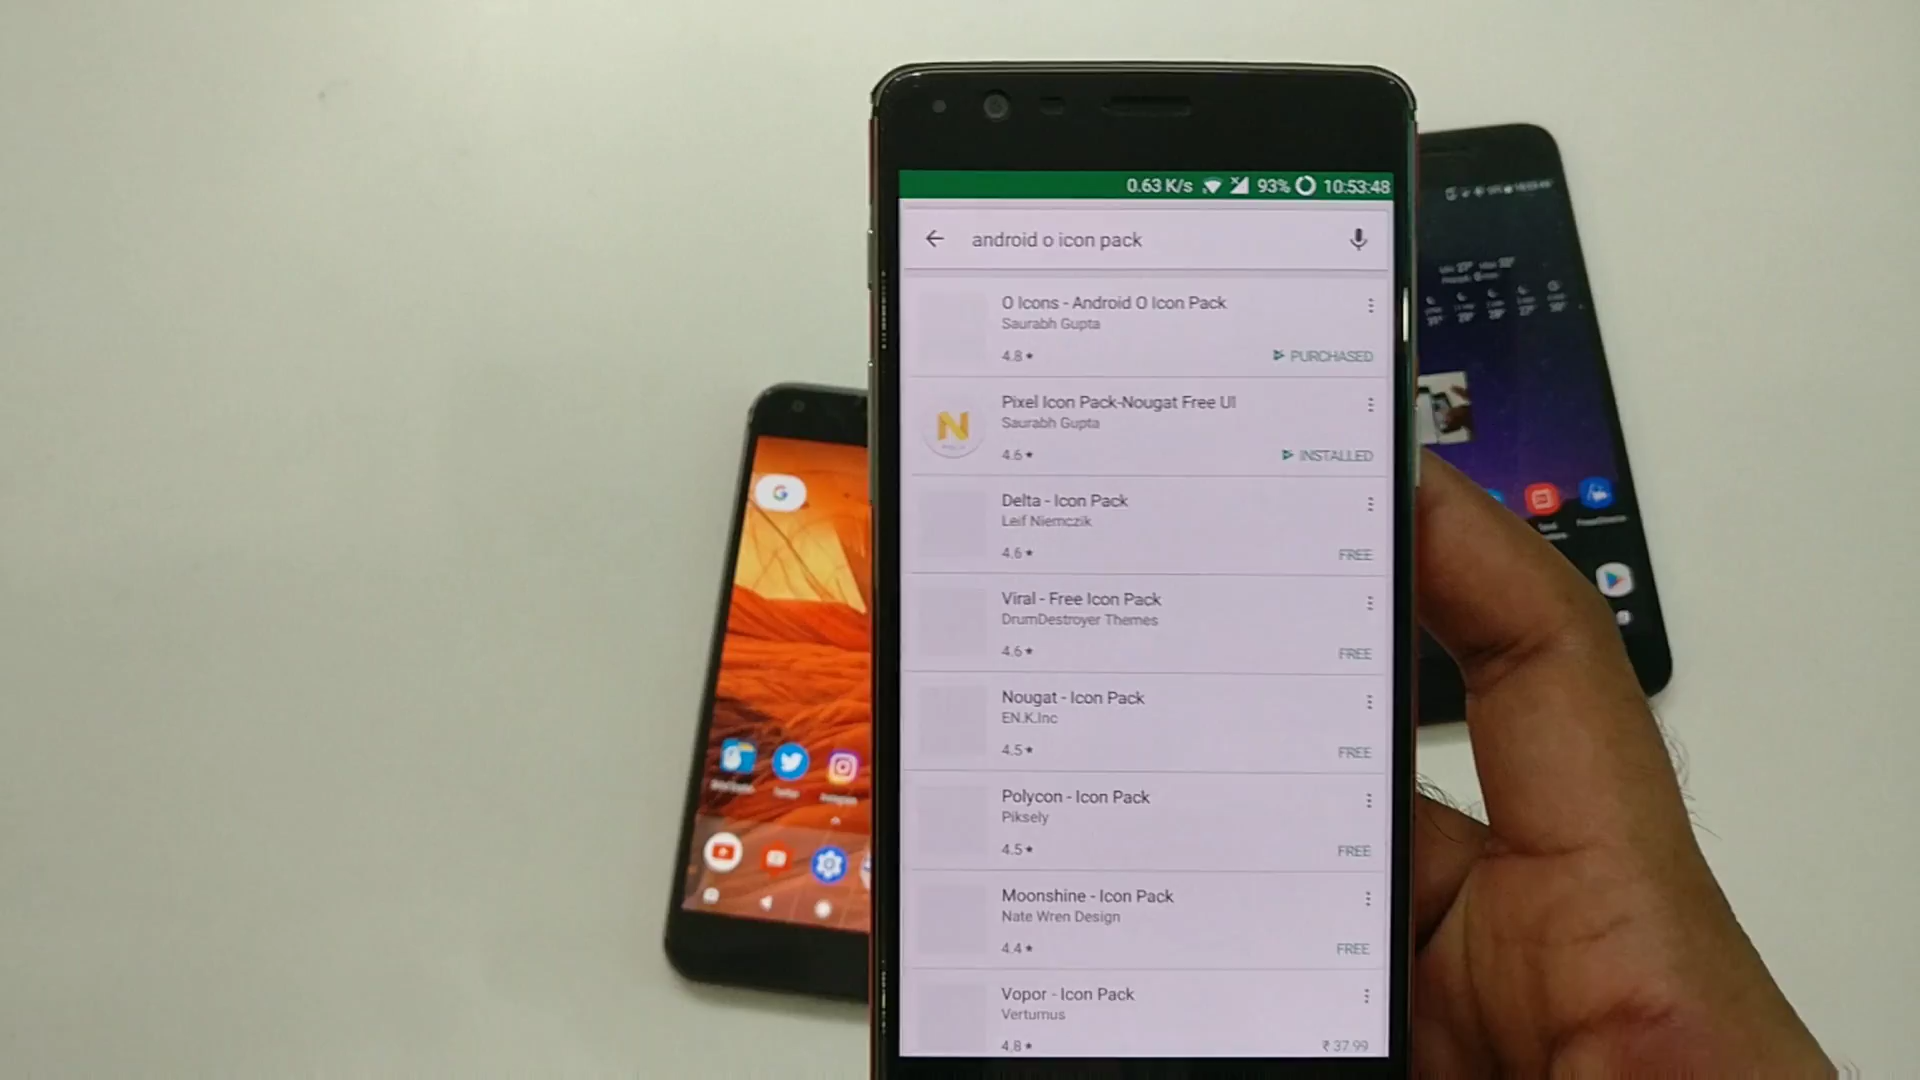 0.63 K/s 93% 10:53:48
android o icon pack
O Icons - Android O Icon Pack
Saurabh Gupta
4.8★ PURCHASED
Pixel Icon Pack-Nougat Free UI
Saurabh Gupta
4.6★ INSTALLED
Delta - Icon Pack
Leif Niemczik
4.6★ FREE
Viral - Free Icon Pack
DrumDestroyer Themes
4.6★ FREE
Nougat - Icon Pack
EN.K.Inc
4.5★ FREE
Polycon - Icon Pack
Piksely
4.5★ FREE
Moonshine - Icon Pack
Nate Wren Design
4.4★ FREE
Vopor - Icon Pack
Vertumus
4.8★ ₹ 37.99
N
G